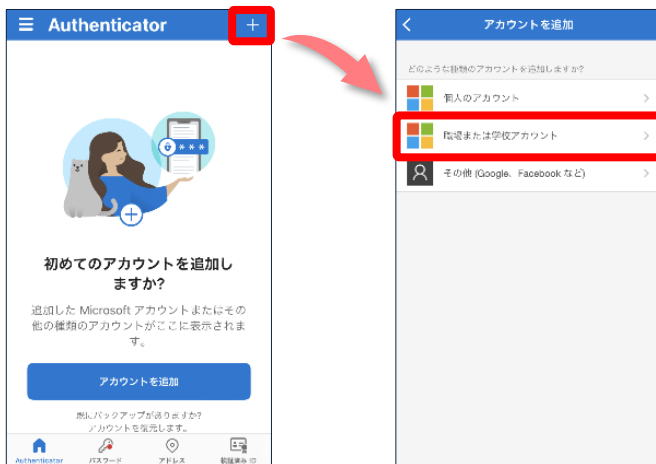 Authenticator
初めてのアカウントを追加し
ますか?
追加した Microsoft アカウントまたはその
他の種類のアカウントがここに表示されま
す。
アカウントを追加
既にバックアップがありますか?
アカウントを復元します。
Authenticator
パスワード
アドレス
認証済み ID
アカウントを追加
どのような種類のアカウントを追加しますか?
個人のアカウント
職場または学校アカウント
その他 (Google、Facebook など)